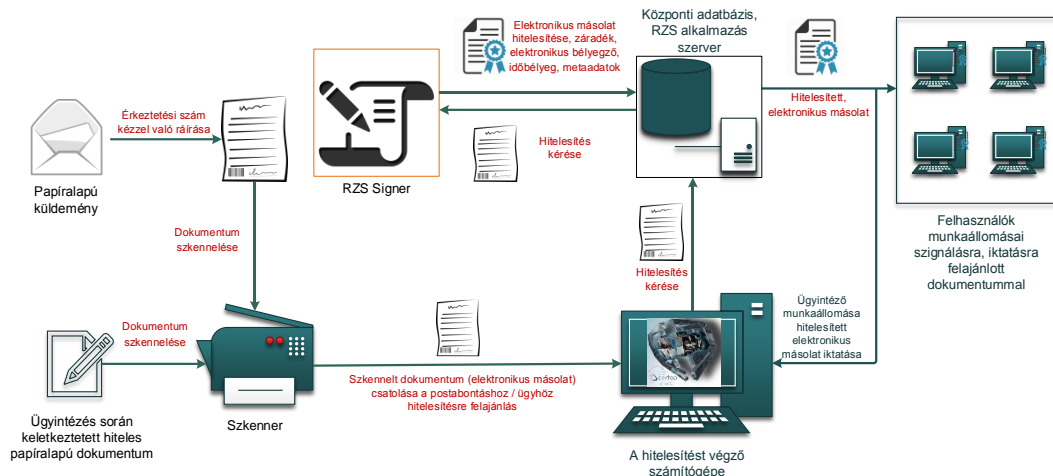 Elektronikus másolat
hitelesítése, záradék,
elektronikus bélyegző,
időbélyeg, metaadatok
Központi adatbázis,
RZS alkalmazás
szerver
Érkeztetési szám
kézzel való ráírása
Hitelesítés
kérése
Hitelesített,
elektronikus másolat
Papíralapú
küldemény
RZS Signer
Felhasználók
munkaállomásai
szignálásra, iktatásra
felajánlott
dokumentummal
Dokumentum
szkennelése
Hitelesítés
kérése
Ügyintéző
munkaállomása
hitelesített
elektronikus
másolat iktatása
Dokumentum
szkennelése
Szkennelt dokumentum (elektronikus másolat)
csatolása a postabontáshoz / ügyhöz
hitelesítésre felajánlás
Ügyintézés során
keletkeztetett hiteles
papíralapú dokumentum
Szkenner
A hitelesítést végző
számítógépe